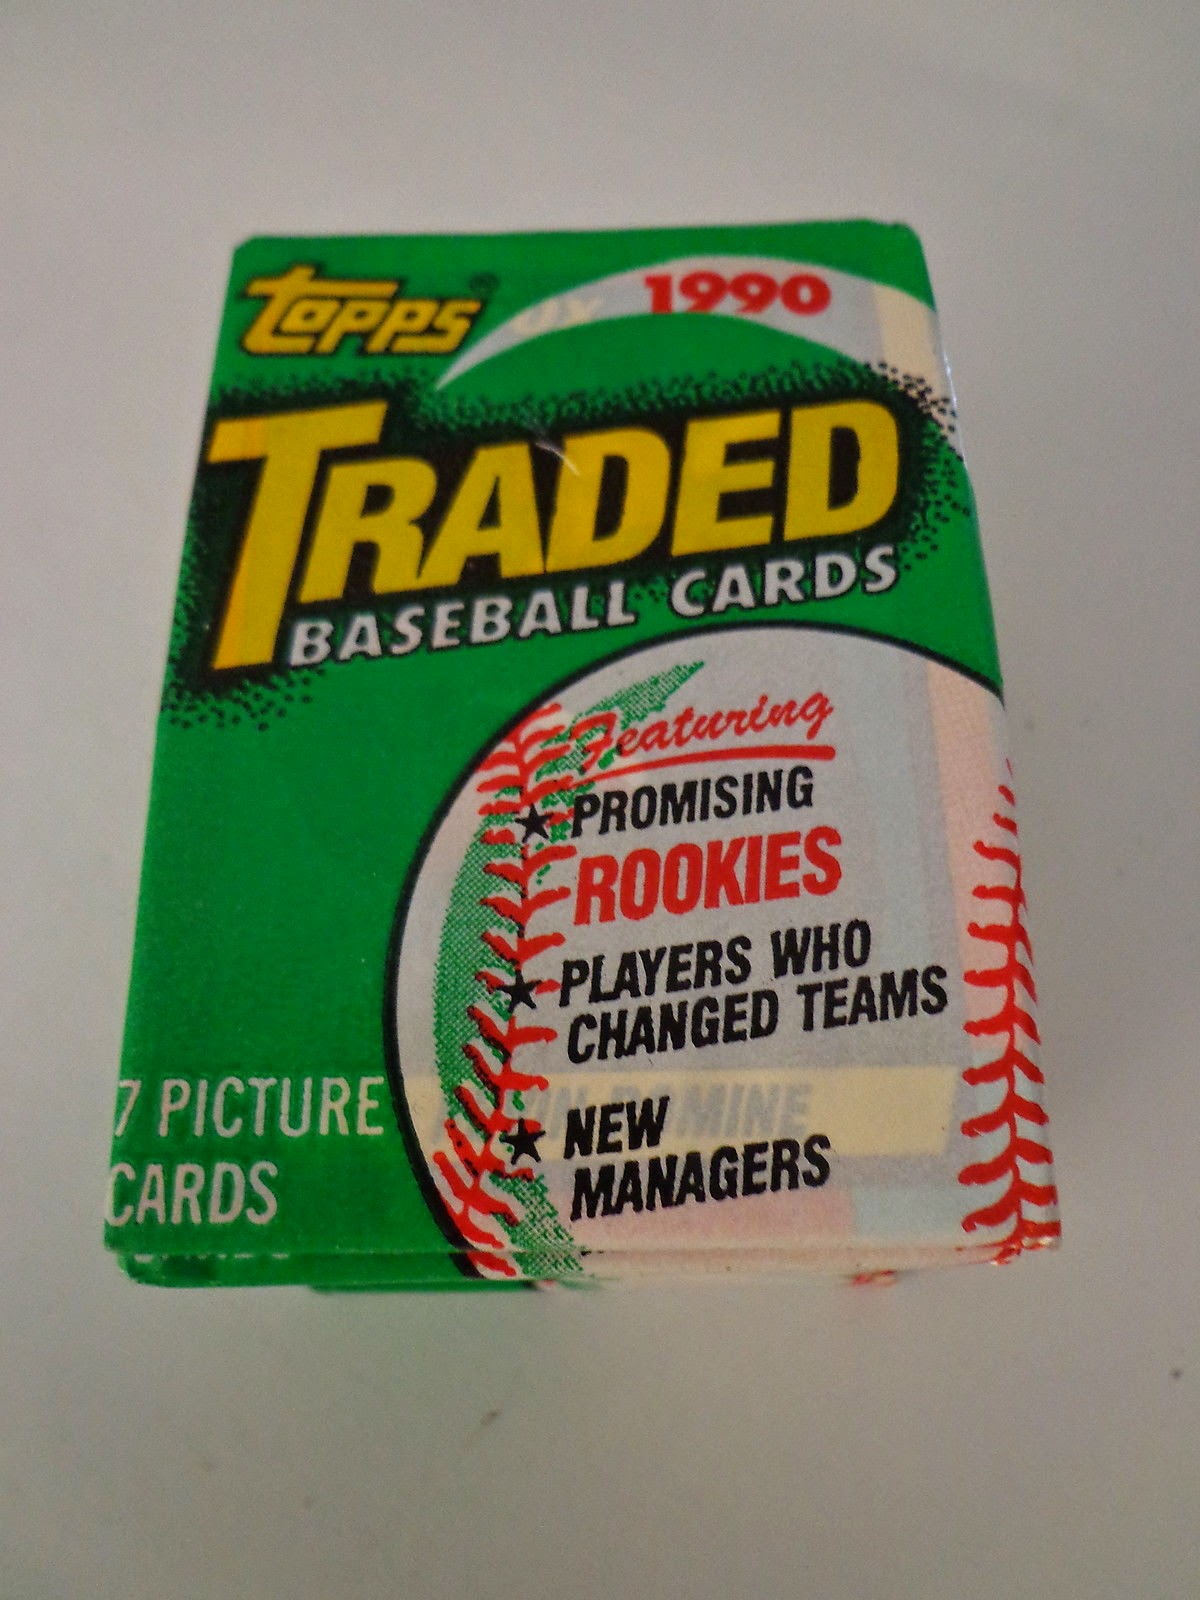 Topps® 1990
TRADED
BASEBALL CARDS
Featuring
★ PROMISING
ROOKIES
★ PLAYERS WHO
CHANGED TEAMS
★ NEW
MANAGERS
7 PICTURE
CARDS